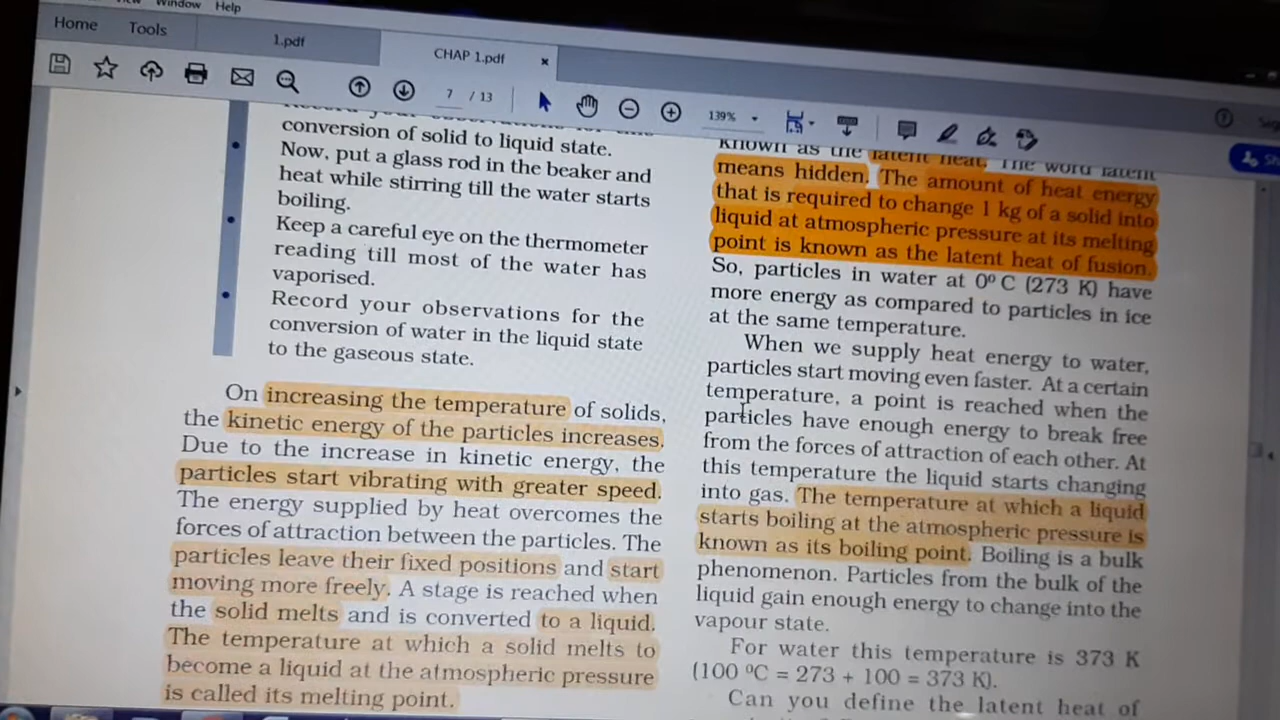 Window Help
Home Tools 1.pdf CHAP 1.pdf ×
7 / 13 139%
conversion of solid to liquid state.
Now, put a glass rod in the beaker and
heat while stirring till the water starts
boiling.
Keep a careful eye on the thermometer
reading till most of the water has
vaporised.
Record your observations for the
conversion of water in the liquid state
to the gaseous state.
On increasing the temperature of solids,
the kinetic energy of the particles increases.
Due to the increase in kinetic energy, the
particles start vibrating with greater speed.
The energy supplied by heat overcomes the
forces of attraction between the particles. The
particles leave their fixed positions and start
moving more freely. A stage is reached when
the solid melts and is converted to a liquid.
The temperature at which a solid melts to
become a liquid at the atmospheric pressure
is called its melting point.
known as the latent heat. The word latent
means hidden. The amount of heat energy
that is required to change 1 kg of a solid into
liquid at atmospheric pressure at its melting
point is known as the latent heat of fusion.
So, particles in water at 0⁰ C (273 K) have
more energy as compared to particles in ice
at the same temperature.
When we supply heat energy to water,
particles start moving even faster. At a certain
temperature, a point is reached when the
particles have enough energy to break free
from the forces of attraction of each other. At
this temperature the liquid starts changing
into gas. The temperature at which a liquid
starts boiling at the atmospheric pressure is
known as its boiling point. Boiling is a bulk
phenomenon. Particles from the bulk of the
liquid gain enough energy to change into the
vapour state.
For water this temperature is 373 K
(100 ⁰C = 273 + 100 = 373 K).
Can you define the latent heat of